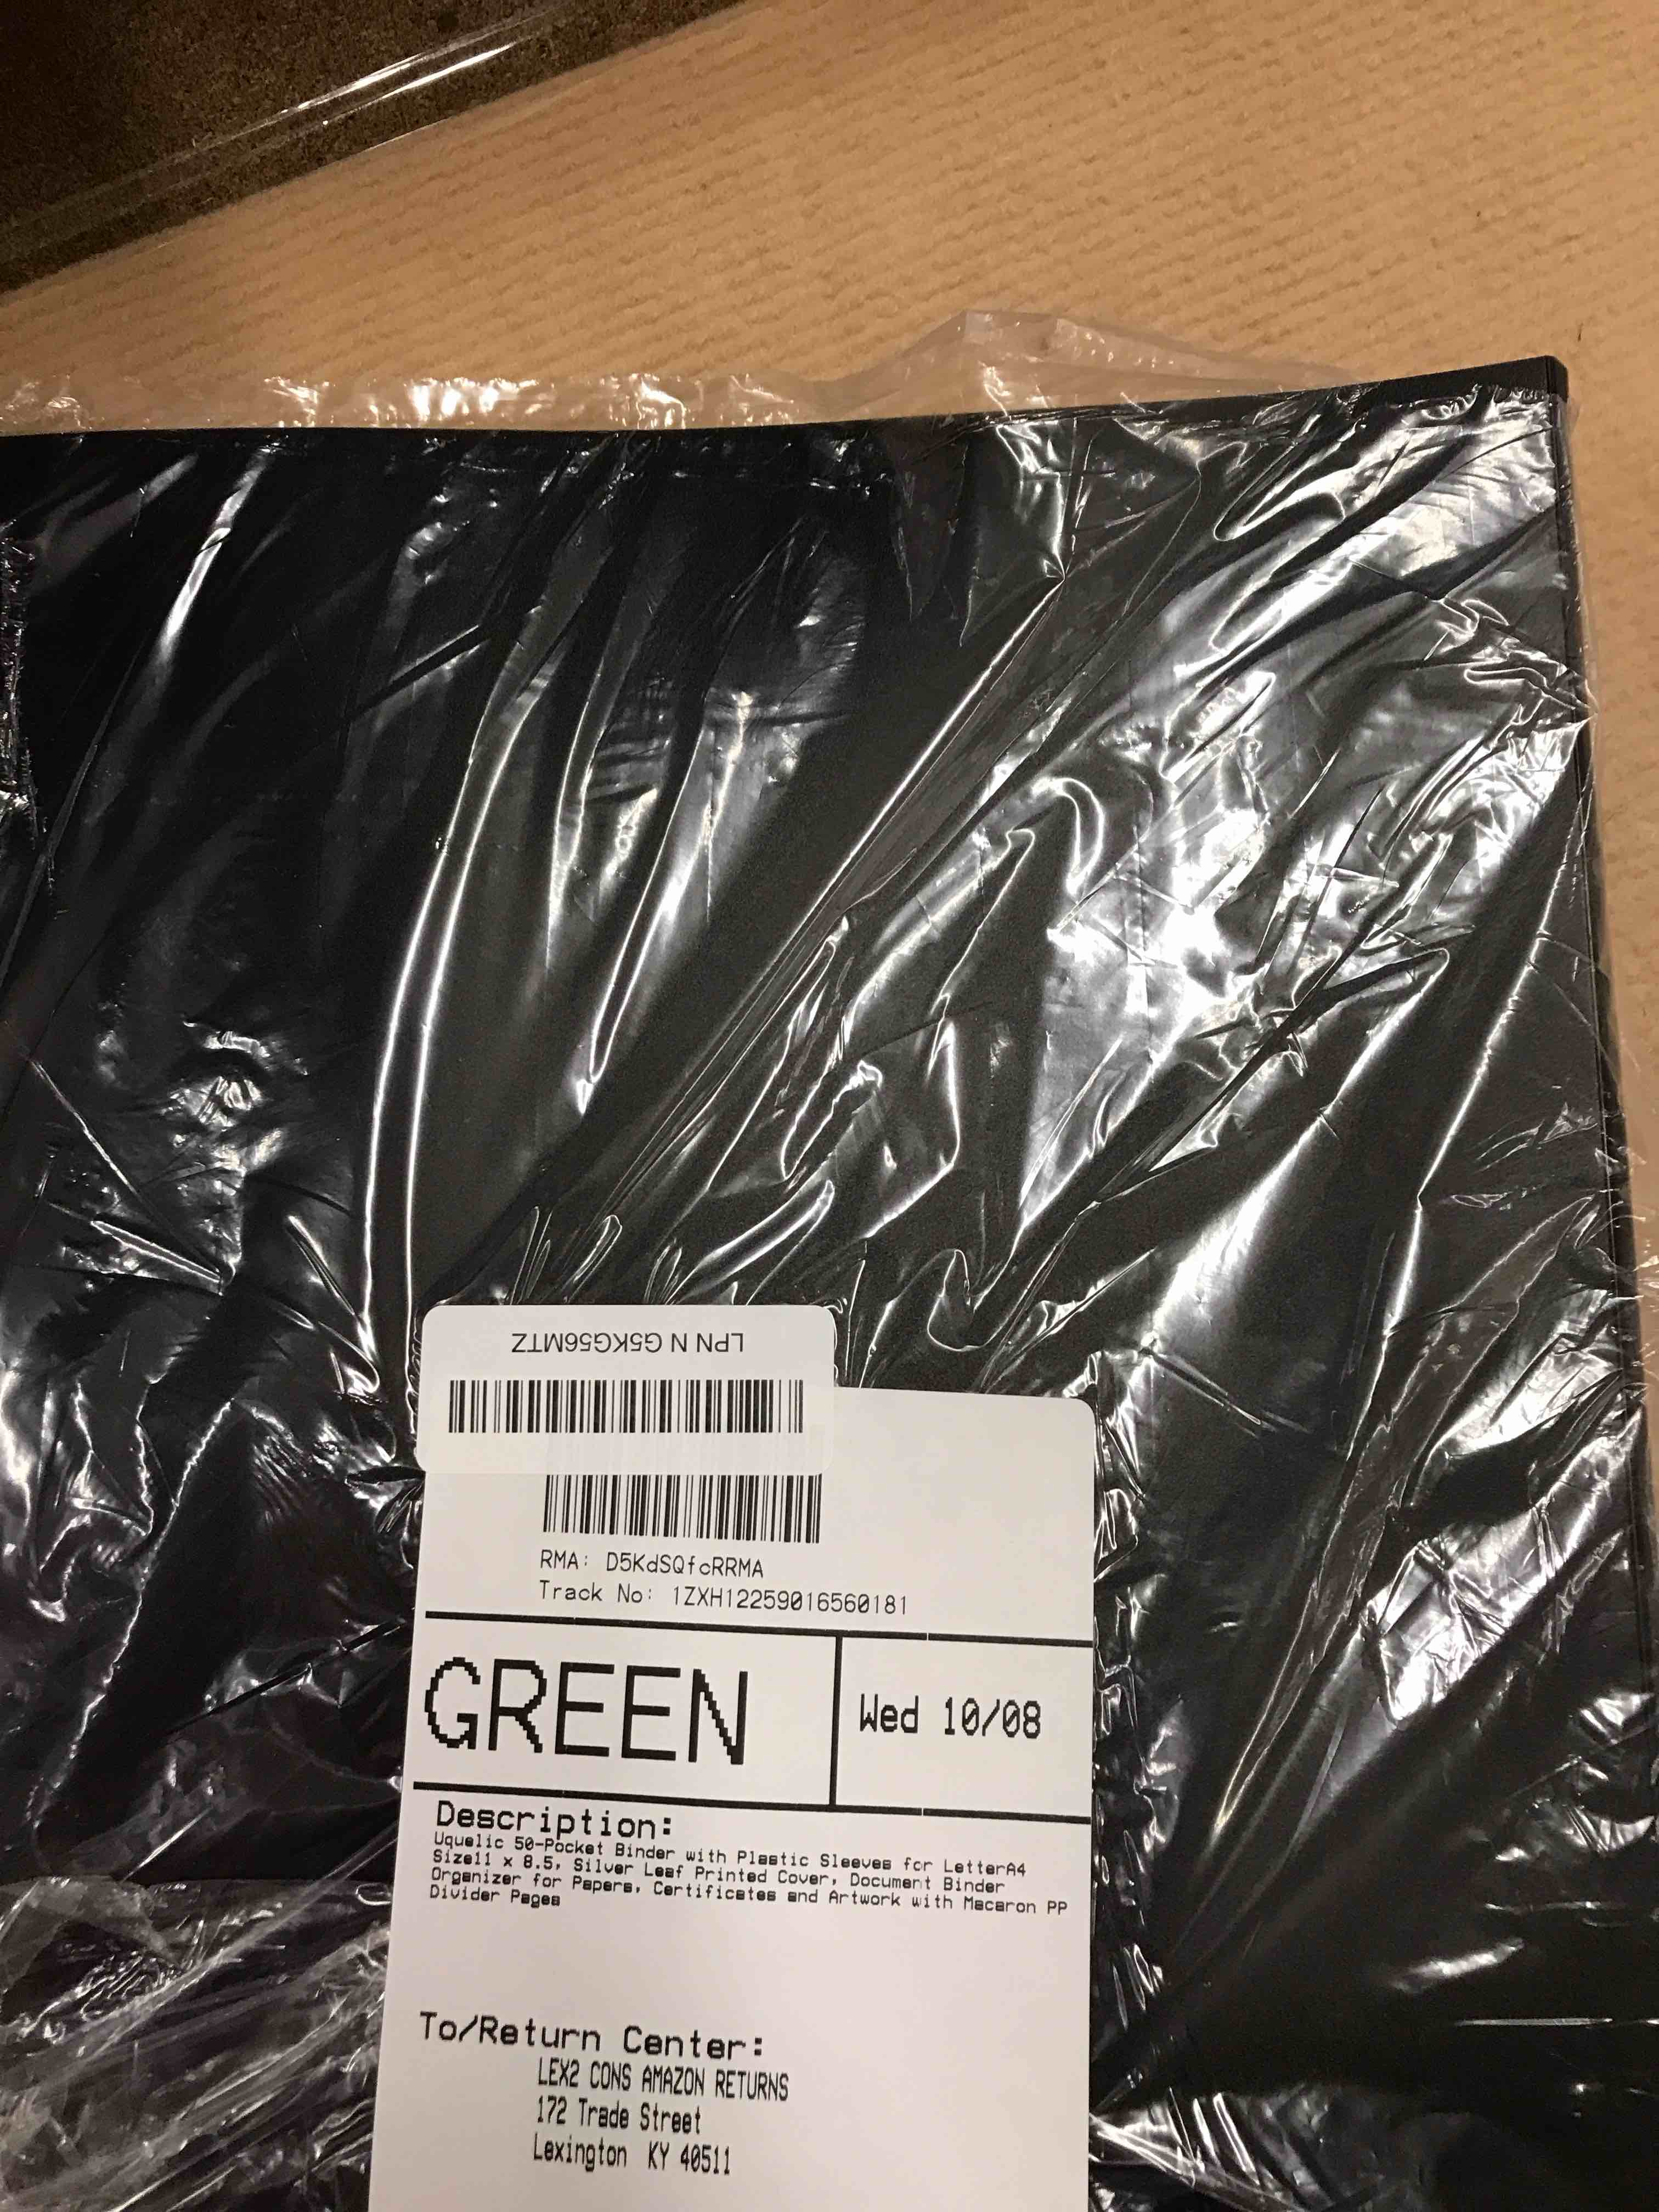 LPN N G5KG56MTZ
RMA: D5KdSQfcRRMA
Track No: 1ZXH12259016560181
GREEN
Wed 10/08
Description:
Uquelic 50-Pocket Binder with Plastic Sleeves for LetterA4
Size11 x 8.5, Silver Leaf Printed Cover, Document Binder
Organizer for Papers, Certificates and Artwork with Macaron PP
Divider Pages
To/Return Center:
LEX2 CONS AMAZON RETURNS
172 Trade Street
Lexington KY 40511